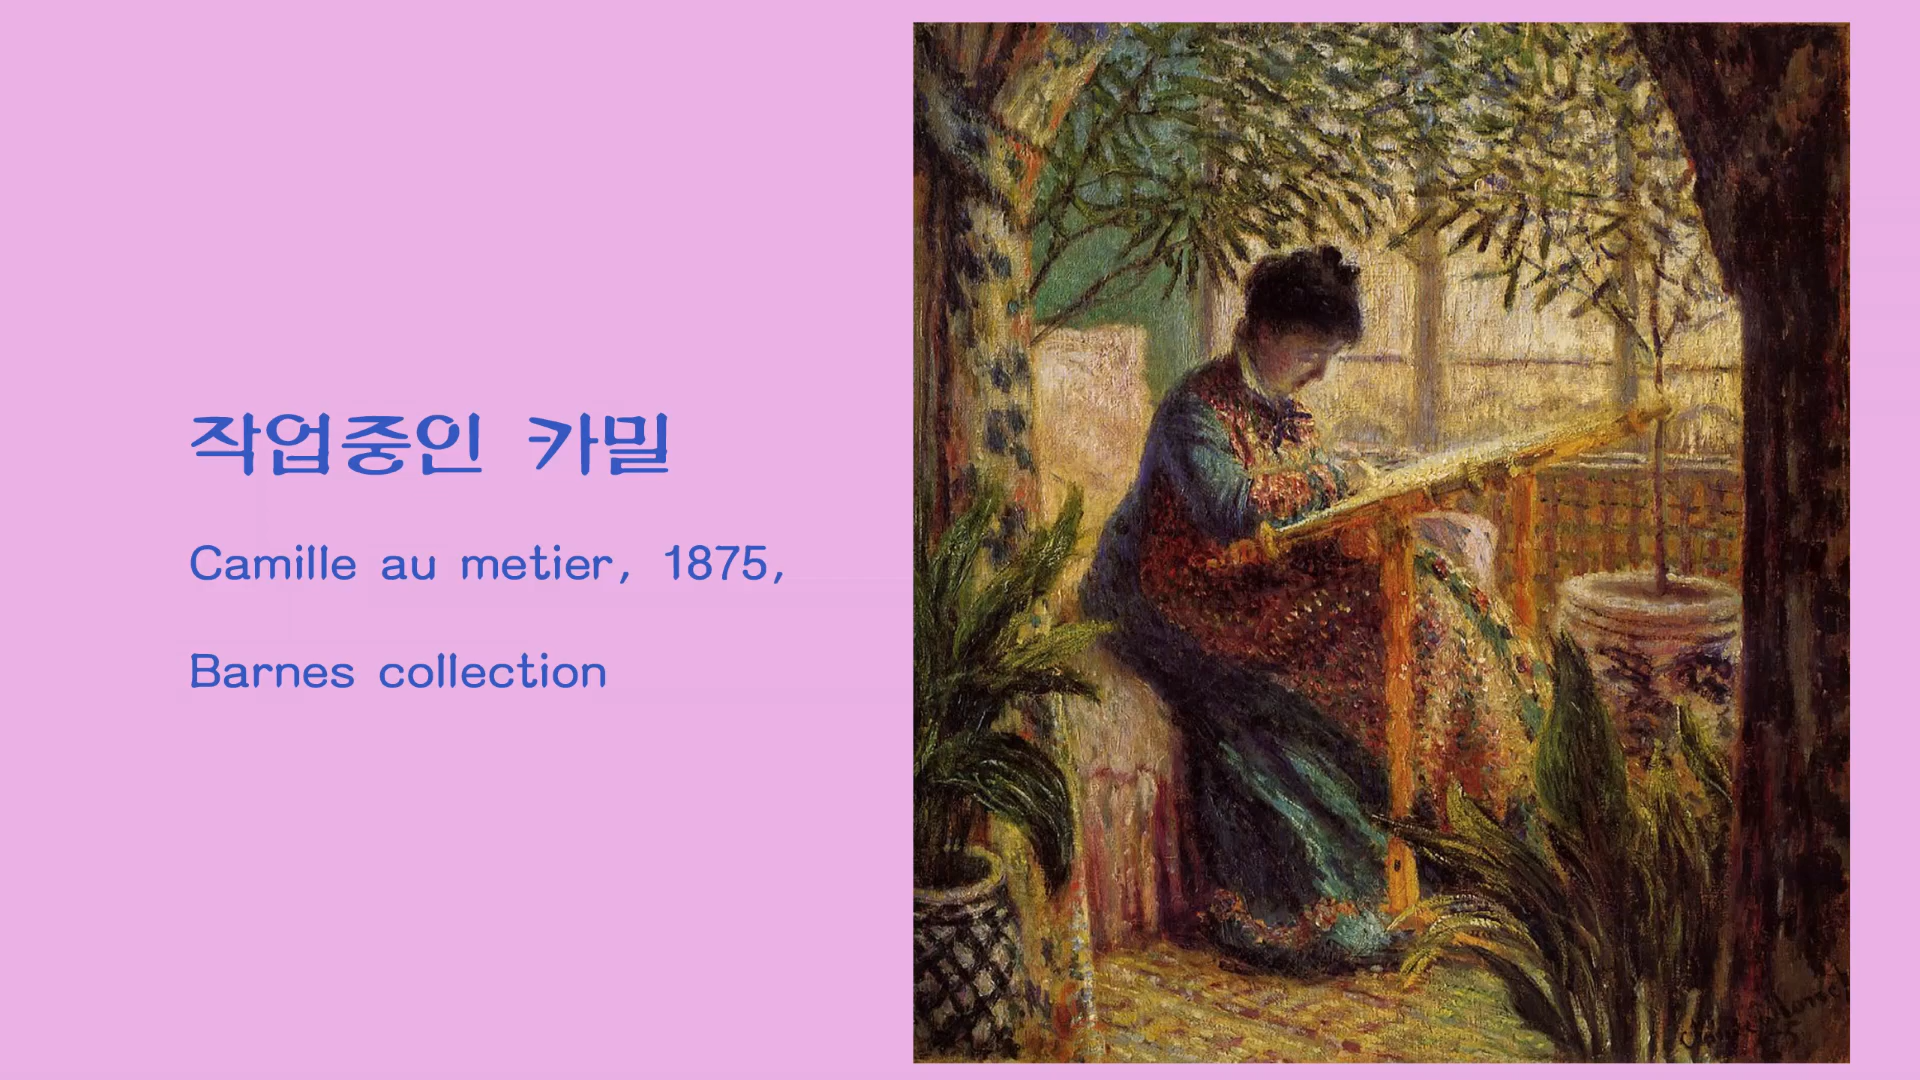 작업중인 카밀
Camille au metier, 1875,
Barnes collection